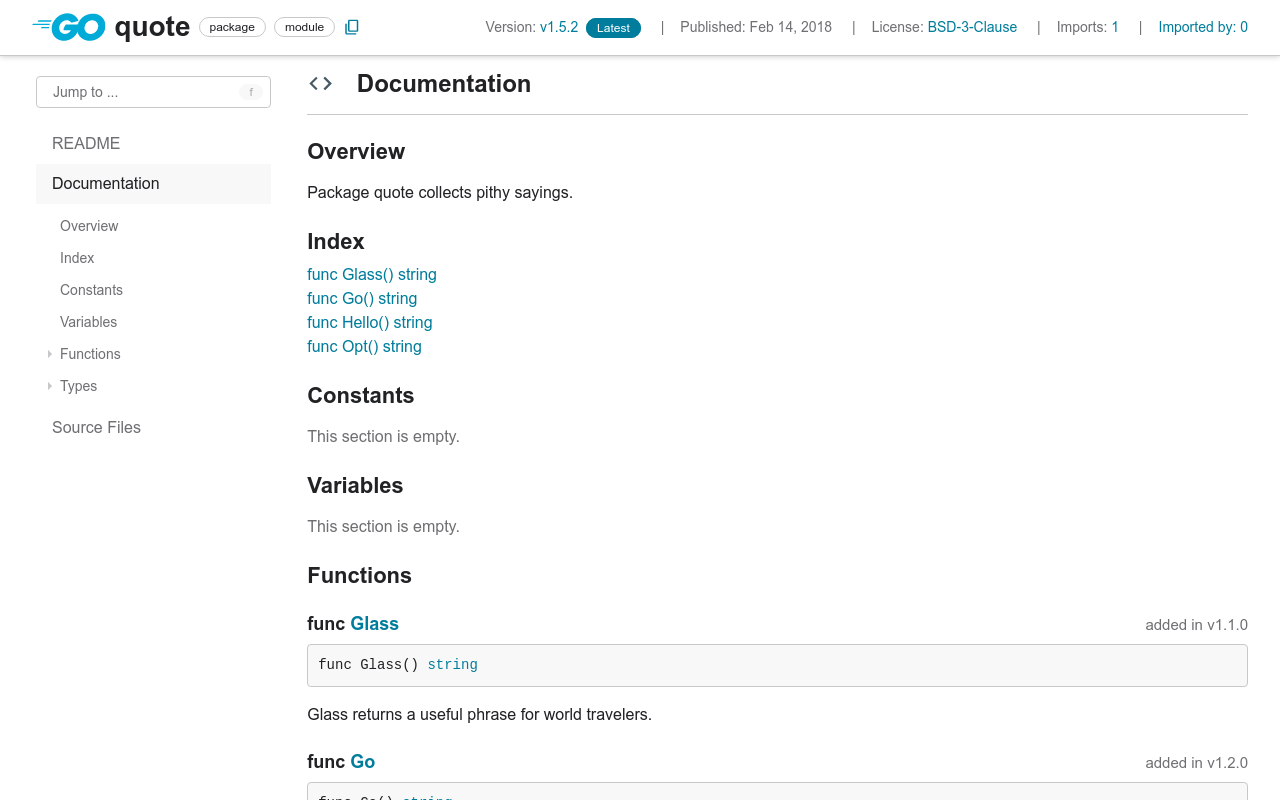 GO quote package module
Version: v1.5.2 Latest | Published: Feb 14, 2018 | License: BSD-3-Clause | Imports: 1 | Imported by: 0
Jump to ... f
README
Documentation
Overview
Index
Constants
Variables
Functions
Types
Source Files
Documentation
Overview
Package quote collects pithy sayings.
Index
func Glass() string
func Go() string
func Hello() string
func Opt() string
Constants
This section is empty.
Variables
This section is empty.
Functions
func Glass added in v1.1.0
func Glass() string
Glass returns a useful phrase for world travelers.
func Go added in v1.2.0
func Go() string